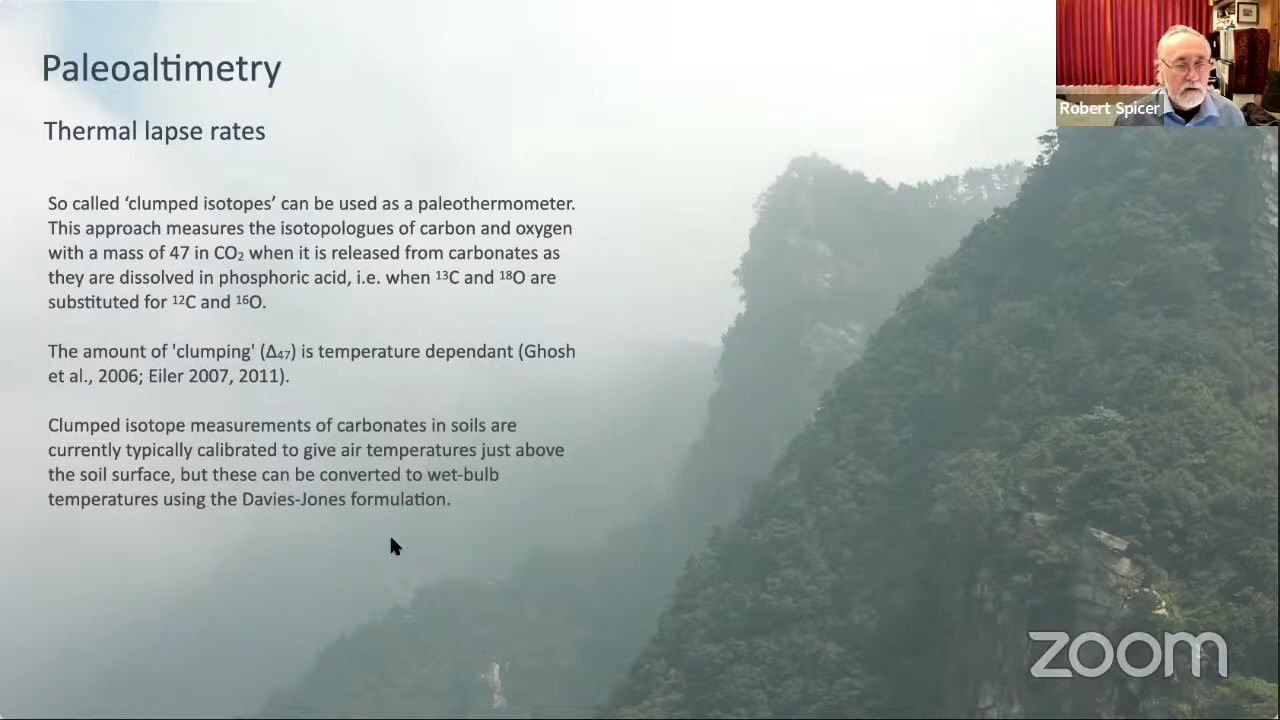 Paleoaltimetry
Robert Spicer
Thermal lapse rates
So called ‘clumped isotopes’ can be used as a paleothermometer.
This approach measures the isotopologues of carbon and oxygen
with a mass of 47 in CO₂ when it is released from carbonates as
they are dissolved in phosphoric acid, i.e. when ¹³C and ¹⁸O are
substituted for ¹²C and ¹⁶O.
The amount of 'clumping' (Δ₄₇) is temperature dependant (Ghosh
et al., 2006; Eiler 2007, 2011).
Clumped isotope measurements of carbonates in soils are
currently typically calibrated to give air temperatures just above
the soil surface, but these can be converted to wet-bulb
temperatures using the Davies-Jones formulation.
zoom